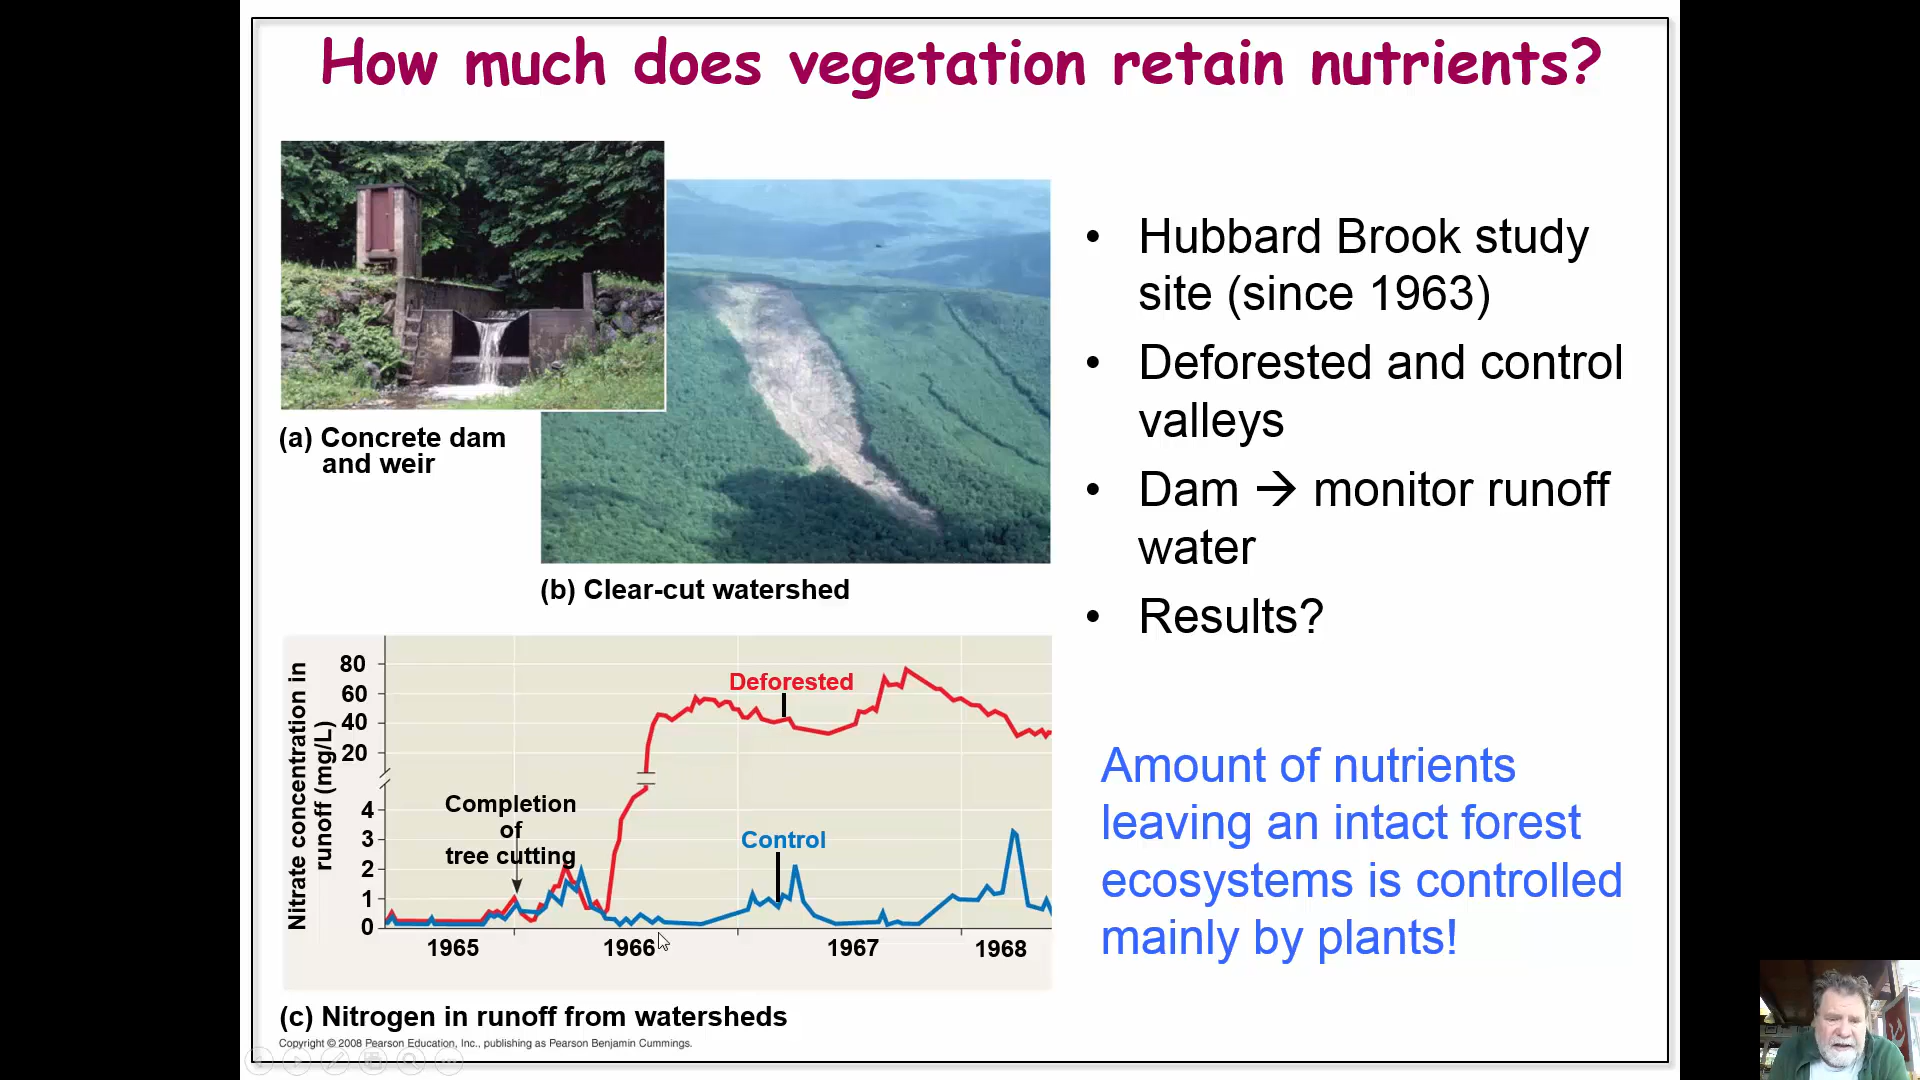 How much does vegetation retain nutrients?
(a) Concrete dam
and weir
(b) Clear-cut watershed
• Hubbard Brook study
site (since 1963)
• Deforested and control
valleys
• Dam → monitor runoff
water
• Results?
Amount of nutrients
leaving an intact forest
ecosystems is controlled
mainly by plants!
Nitrate concentration in
runoff (mg/L)
80
60
40
20
4
3
2
1
0
Deforested
Completion
of
tree cutting
Control
1965 1966 1967 1968
(c) Nitrogen in runoff from watersheds
Copyright © 2008 Pearson Education, Inc., publishing as Pearson Benjamin Cummings.